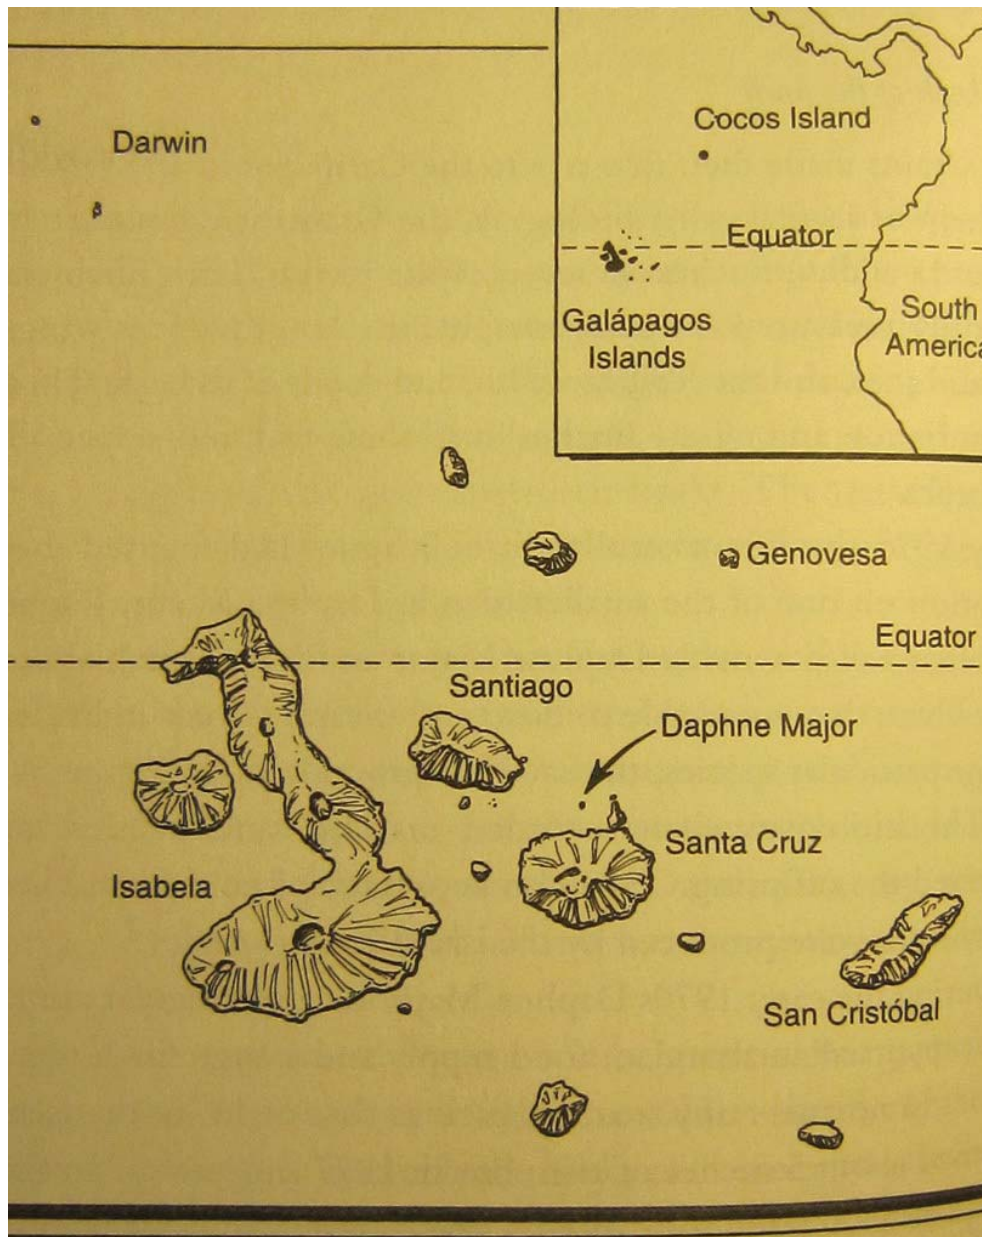 Darwin
Cocos Island
Equator
Galápagos
Islands
South
America
Genovesa
Equator
Santiago
Daphne Major
Santa Cruz
Isabela
San Cristóbal